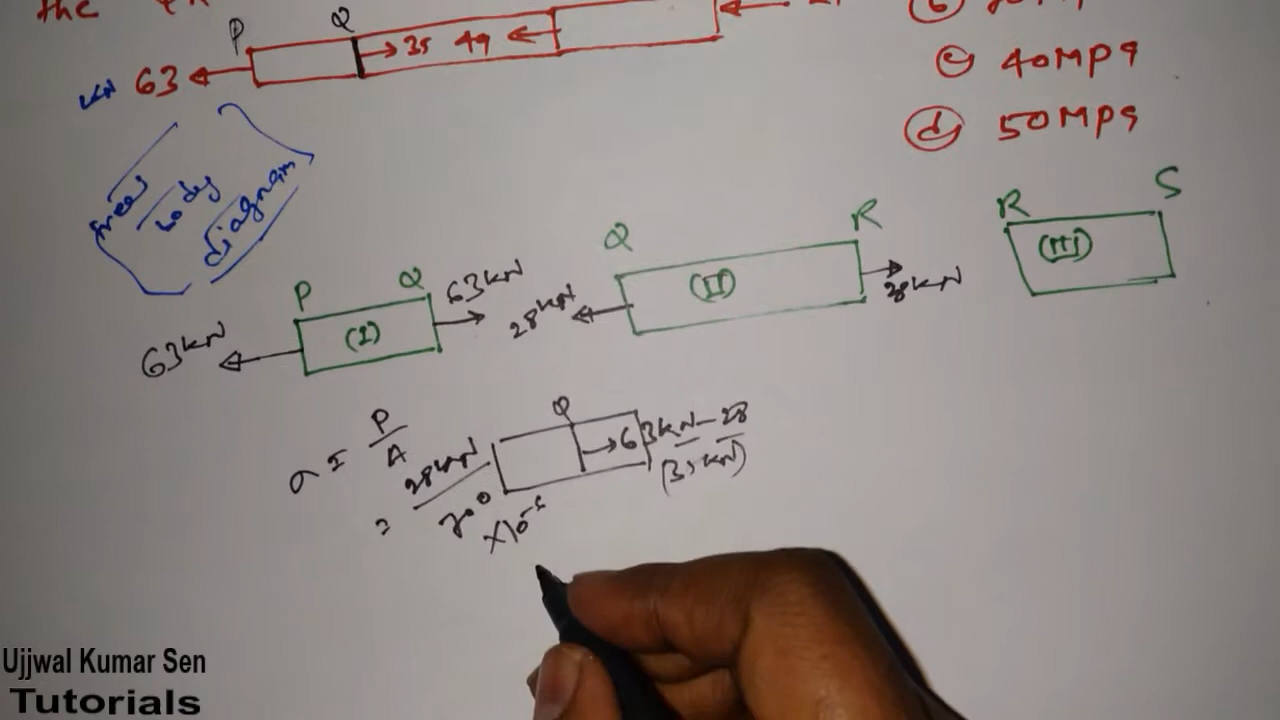 the
P Q
kN 63 35 49
ⓒ 40MPa
ⓓ 50MPa
free
body
diagram
P Q
63kN (I) 63kN
Q R
28kN (II) 28kN
R S
(III)
σ = P/A
= 28kN/700 ×10⁻⁶
Q
63kN-28
(35kN)
Ujjwal Kumar Sen
Tutorials